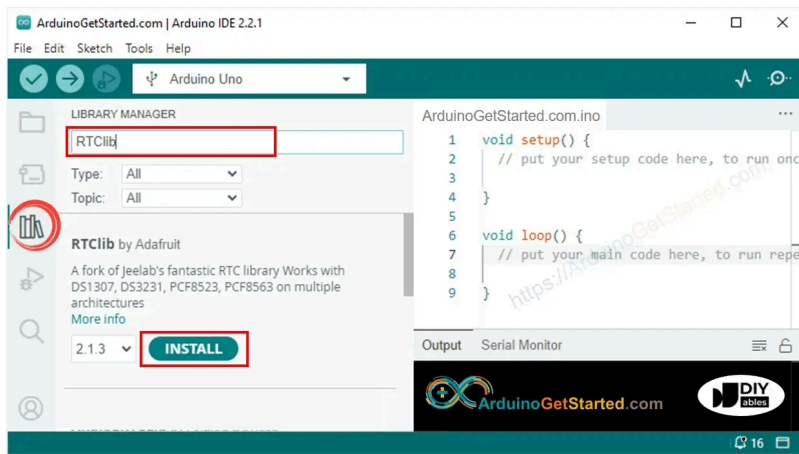 ArduinoGetStarted.com | Arduino IDE 2.2.1
File Edit Sketch Tools Help
Arduino Uno
LIBRARY MANAGER
RTClib
Type: All
Topic: All
RTClib by Adafruit
A fork of Jeelab's fantastic RTC library Works with
DS1307, DS3231, PCF8523, PCF8563 on multiple
architectures
More info
2.1.3 INSTALL
ArduinoGetStarted.com.ino
1 void setup() {
2 // put your setup code here, to run onc
3
4 }
5
6 void loop() {
7 // put your main code here, to run repe
8
9 }
https://ArduinoGetStarted.com
Output Serial Monitor
ArduinoGetStarted.com
DIY
ables
16